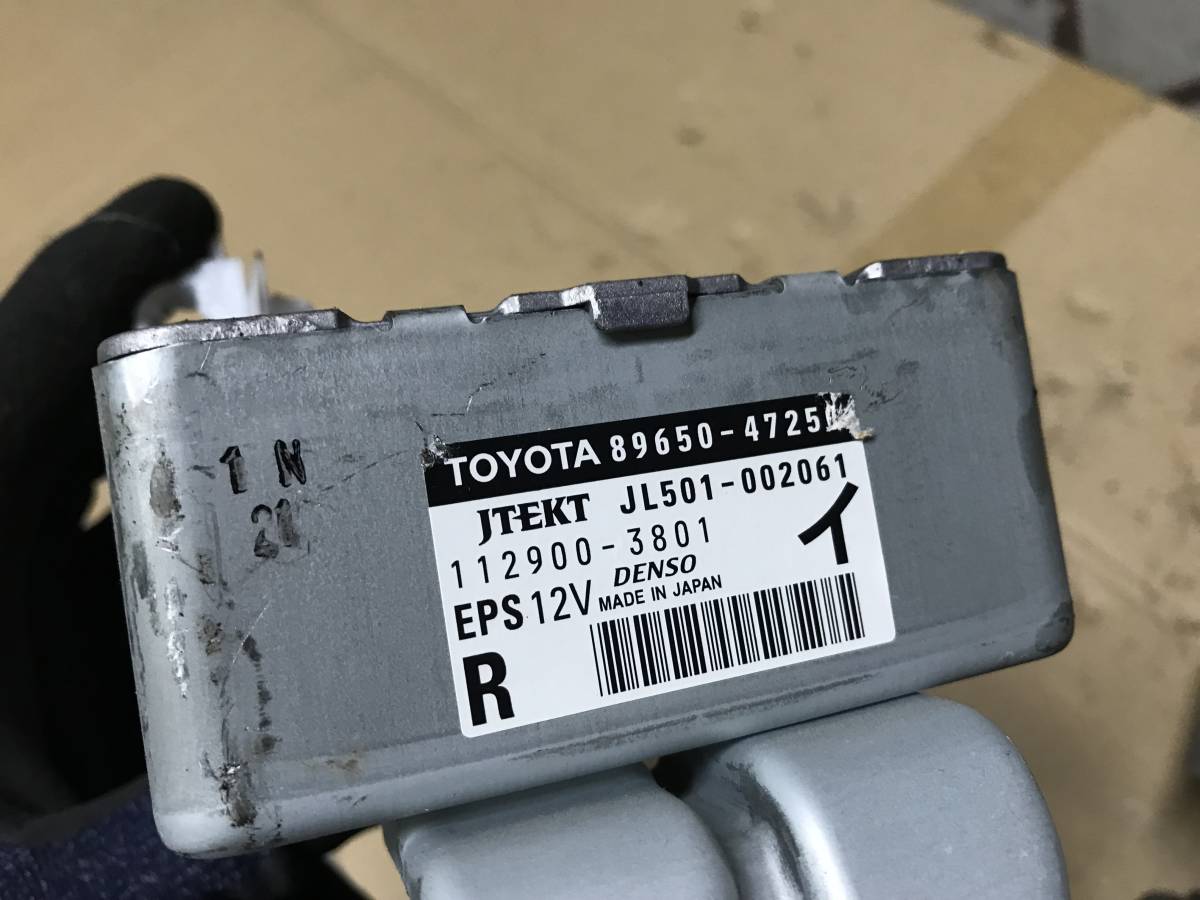 1 N
21
TOYOTA 89650-4725
JTEKT JL501-002061
112900-3801 イ
DENSO
EPS 12V MADE IN JAPAN
R